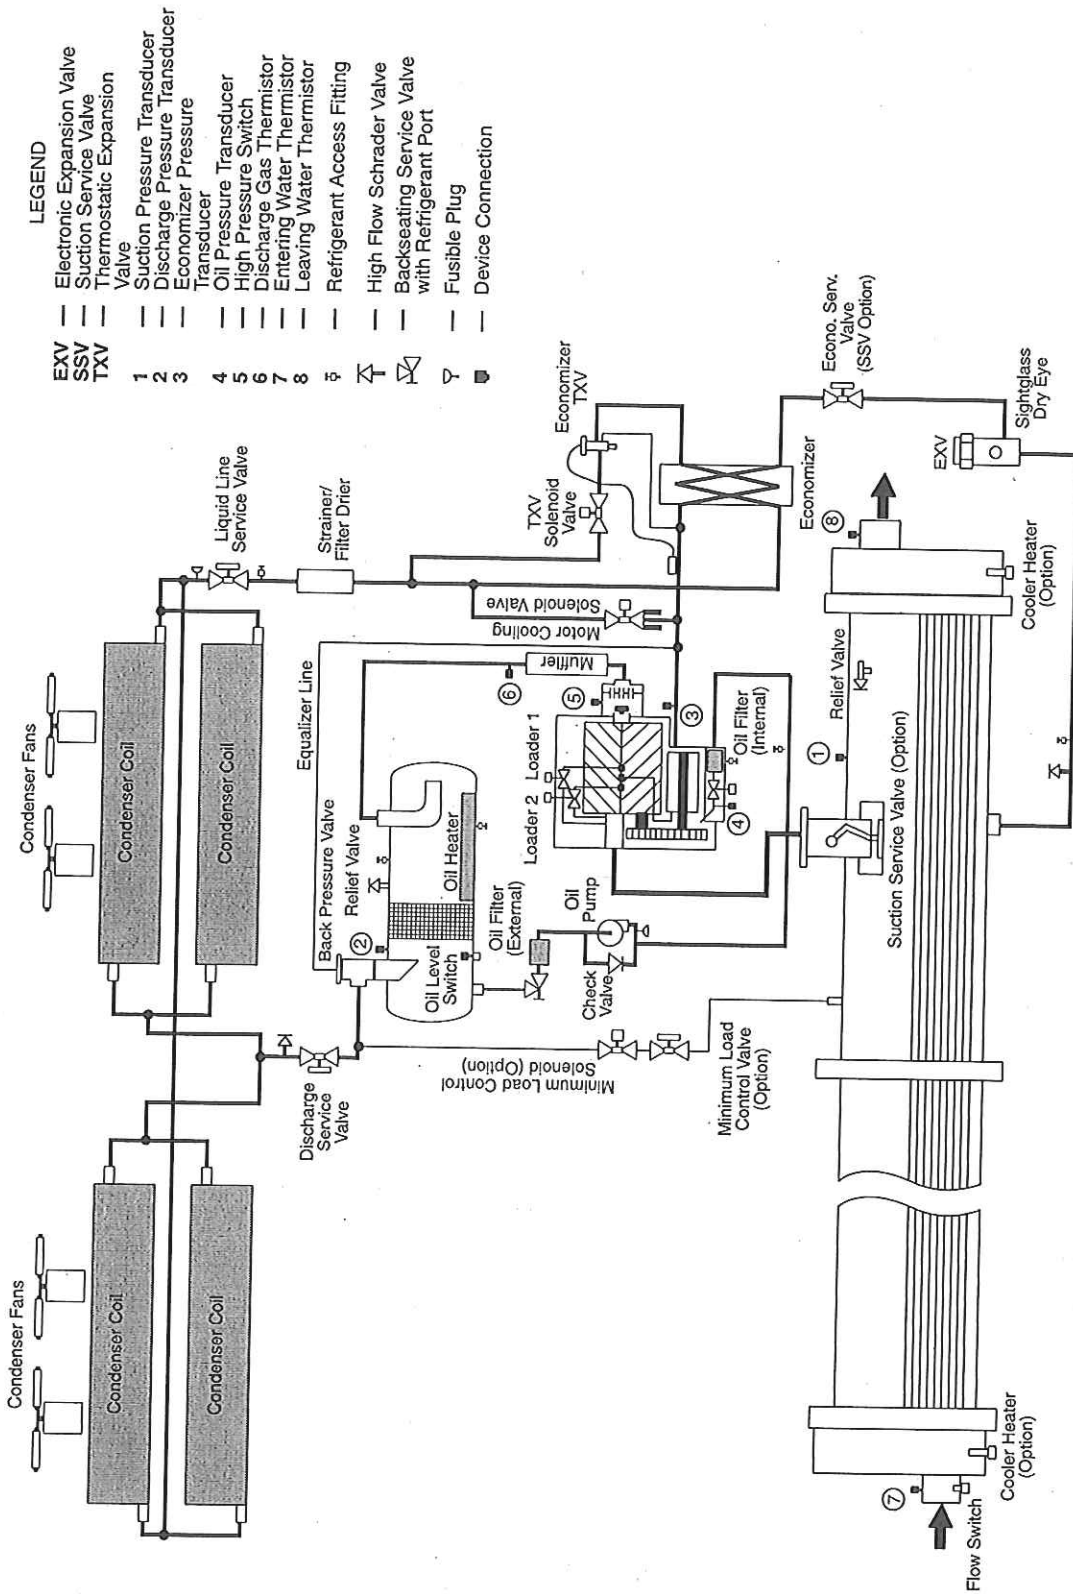 LEGEND
EXV — Electronic Expansion Valve
SSV — Suction Service Valve
TXV — Thermostatic Expansion
Valve
1 — Suction Pressure Transducer
2 — Discharge Pressure Transducer
3 — Economizer Pressure
Transducer
4 — Oil Pressure Transducer
5 — High Pressure Switch
6 — Discharge Gas Thermistor
7 — Entering Water Thermistor
8 — Leaving Water Thermistor
— Refrigerant Access Fitting
— High Flow Schrader Valve
— Backseating Service Valve
with Refrigerant Port
— Fusible Plug
— Device Connection
Condenser Fans
Condenser Fans
Condenser Coil
Condenser Coil
Condenser Coil
Condenser Coil
Liquid Line
Service Valve
Strainer/
Filter Drier
Discharge
Service
Valve
Equalizer Line
Back Pressure Valve
Relief Valve
2
Oil Level
Switch
Oil Heater
6
Muffler
Motor Cooling
Solenoid Valve
TXV
Solenoid
Valve
Economizer
TXV
Economizer
Econo. Serv.
Valve
(SSV Option)
Loader 1
Loader 2
5
3
4
Oil Filter
(Internal)
Oil Filter
(External)
Oil
Pump
Check
Valve
Minimum Load Control
Solenoid (Option)
Minimum Load
Control Valve
(Option)
Suction Service Valve (Option)
1
Relief Valve
8
EXV
Sightglass
Dry Eye
Cooler Heater
(Option)
7
Flow Switch
Cooler Heater
(Option)